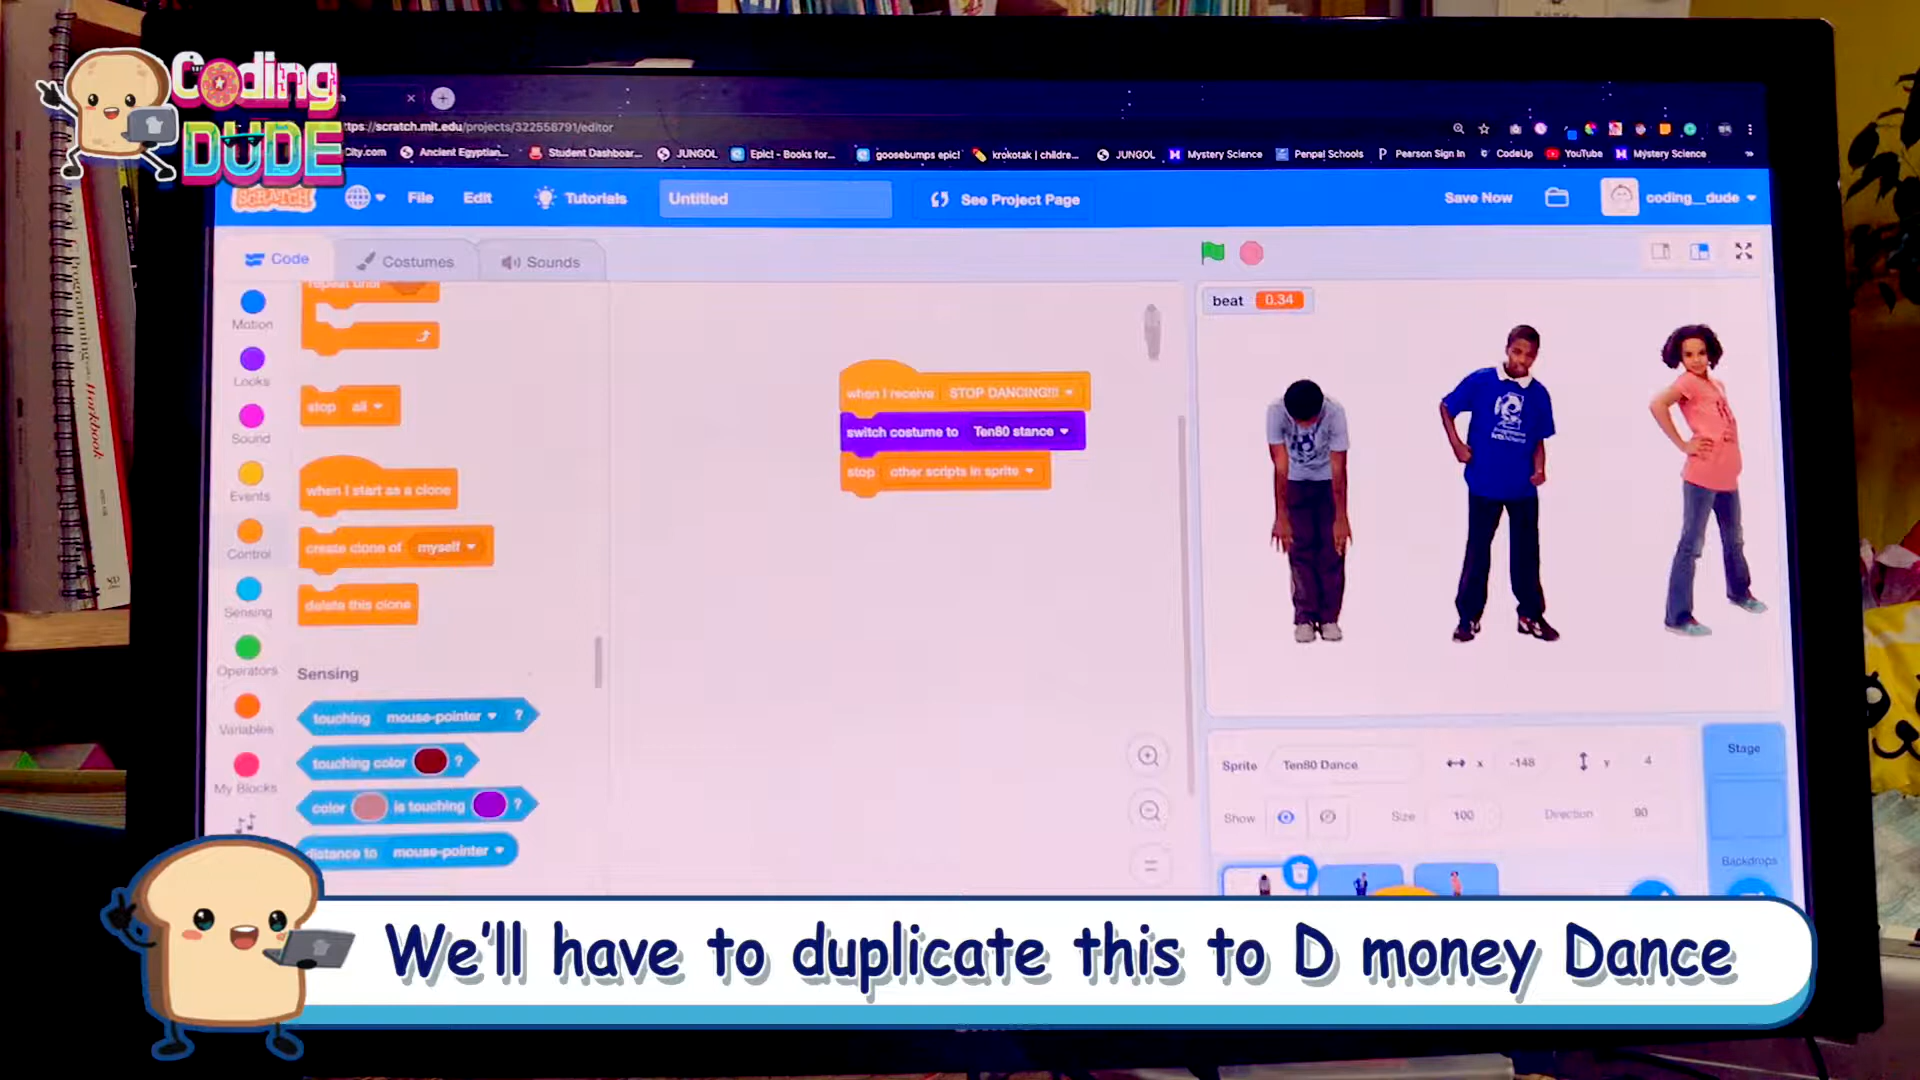 Coding
DUDE
https://scratch.mit.edu/projects/322558791/editor
City.com
Ancient Egyptian...
Student Dashboar...
JUNGOL
Epic! - Books for...
goosebumps epic!
krokotak | childre...
JUNGOL
Mystery Science
Penpal Schools
Pearson Sign In
CodeUp
YouTube
Mystery Science
SCRATCH
File
Edit
Tutorials
Untitled
See Project Page
Save Now
coding__dude
Code
Costumes
Sounds
Motion
Looks
Sound
Events
Control
Sensing
Operators
Variables
My Blocks
repeat until
stop all
when I start as a clone
create clone of myself
delete this clone
Sensing
touching mouse-pointer ?
touching color ?
color is touching ?
distance to mouse-pointer
when I receive STOP DANCING!!!
switch costume to Ten80 stance
stop other scripts in sprite
beat 0.34
Sprite Ten80 Dance x -148 y 4
Show Size 100 Direction 90
Stage
Backdrops
We'll have to duplicate this to D money Dance